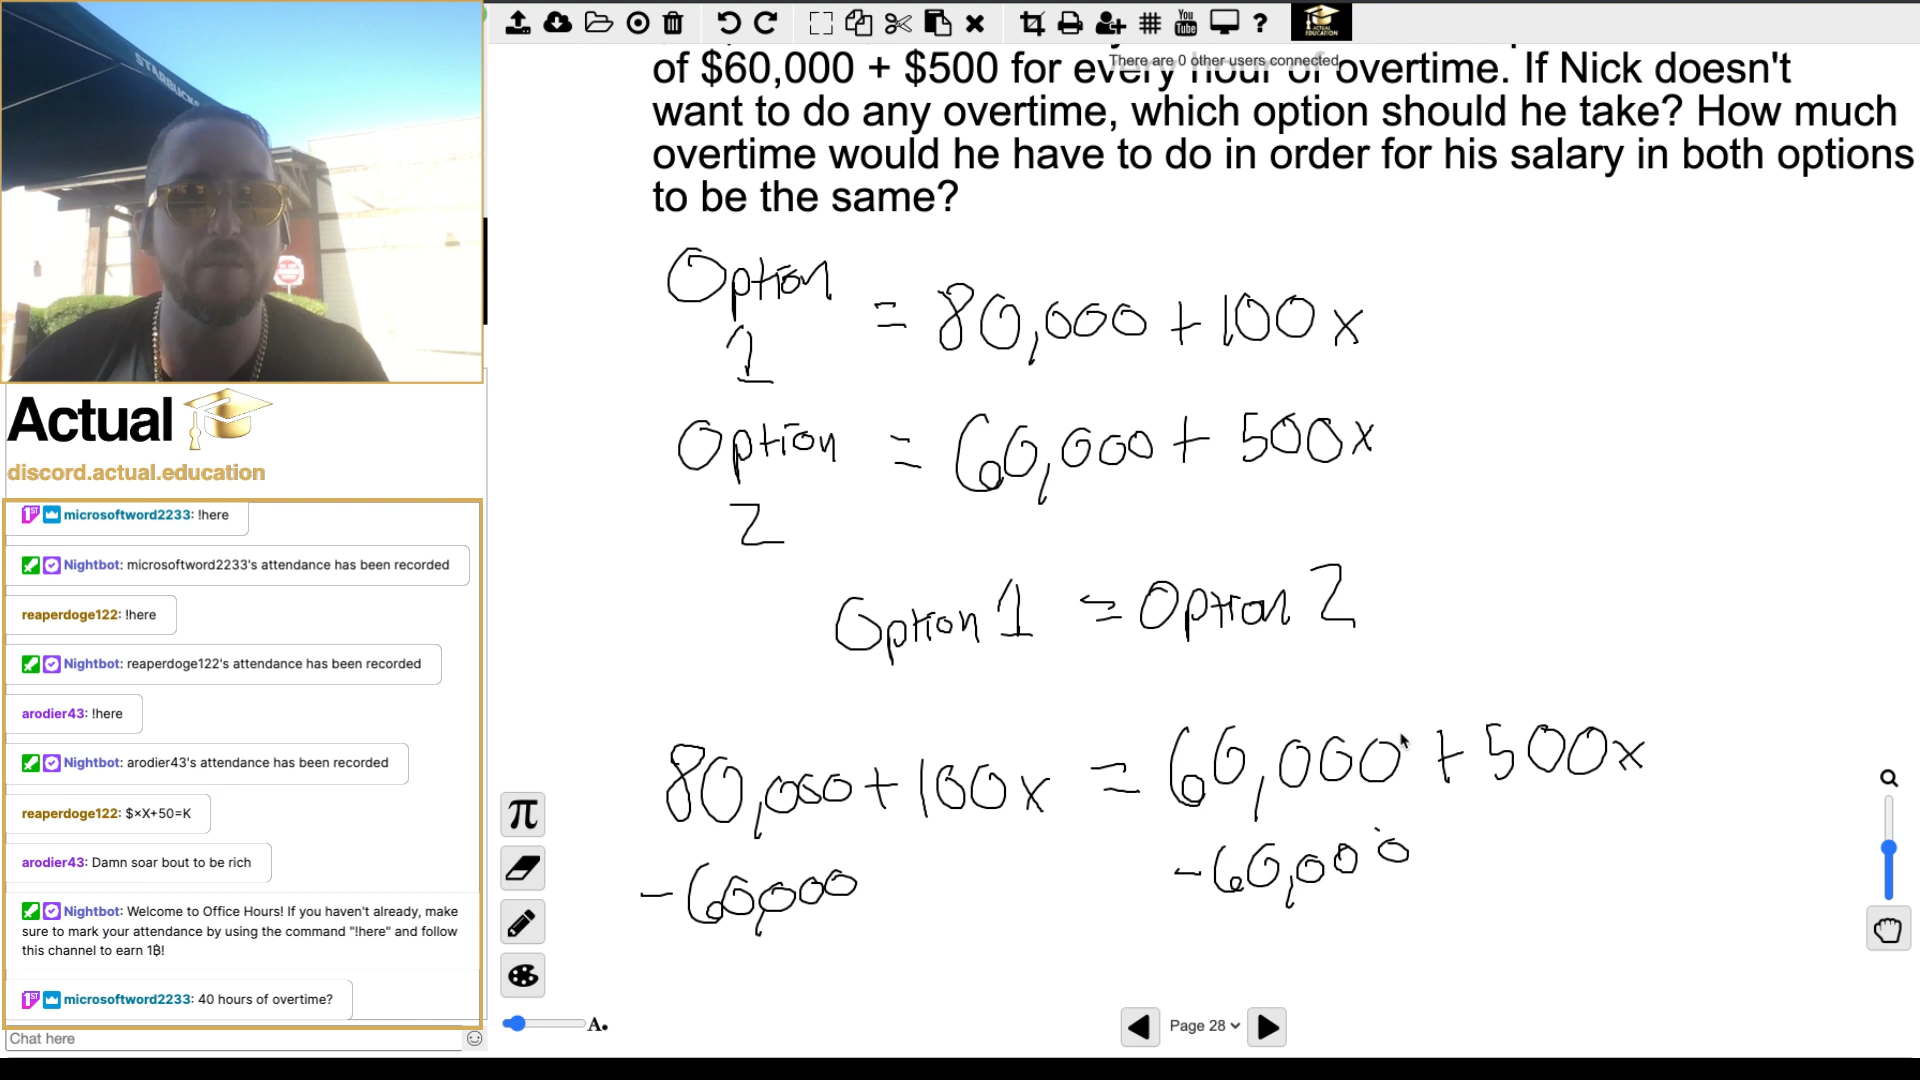 STARBUCKS
Actual
discord.actual.education
microsoftword2233: !here
Nightbot: microsoftword2233's attendance has been recorded
reaperdoge122: !here
Nightbot: reaperdoge122's attendance has been recorded
arodier43: !here
Nightbot: arodier43's attendance has been recorded
reaperdoge122: $×X+50=K
arodier43: Damn soar bout to be rich
Nightbot: Welcome to Office Hours! If you haven't already, make
sure to mark your attendance by using the command "!here" and follow
this channel to earn 1₿!
microsoftword2233: 40 hours of overtime?
Chat here
You Tube
?
ACTUAL
EDUCATION
There are 0 other users connected
of $60,000 + $500 for every hour of overtime. If Nick doesn't
want to do any overtime, which option should he take? How much
overtime would he have to do in order for his salary in both options
to be the same?
Option
1
= 80,000 + 100x
Option
2
= 60,000 + 500x
Option 1 = Option 2
80,000 + 100x = 60,000 + 500x
-60,000 -60,000
π
A
Page 28